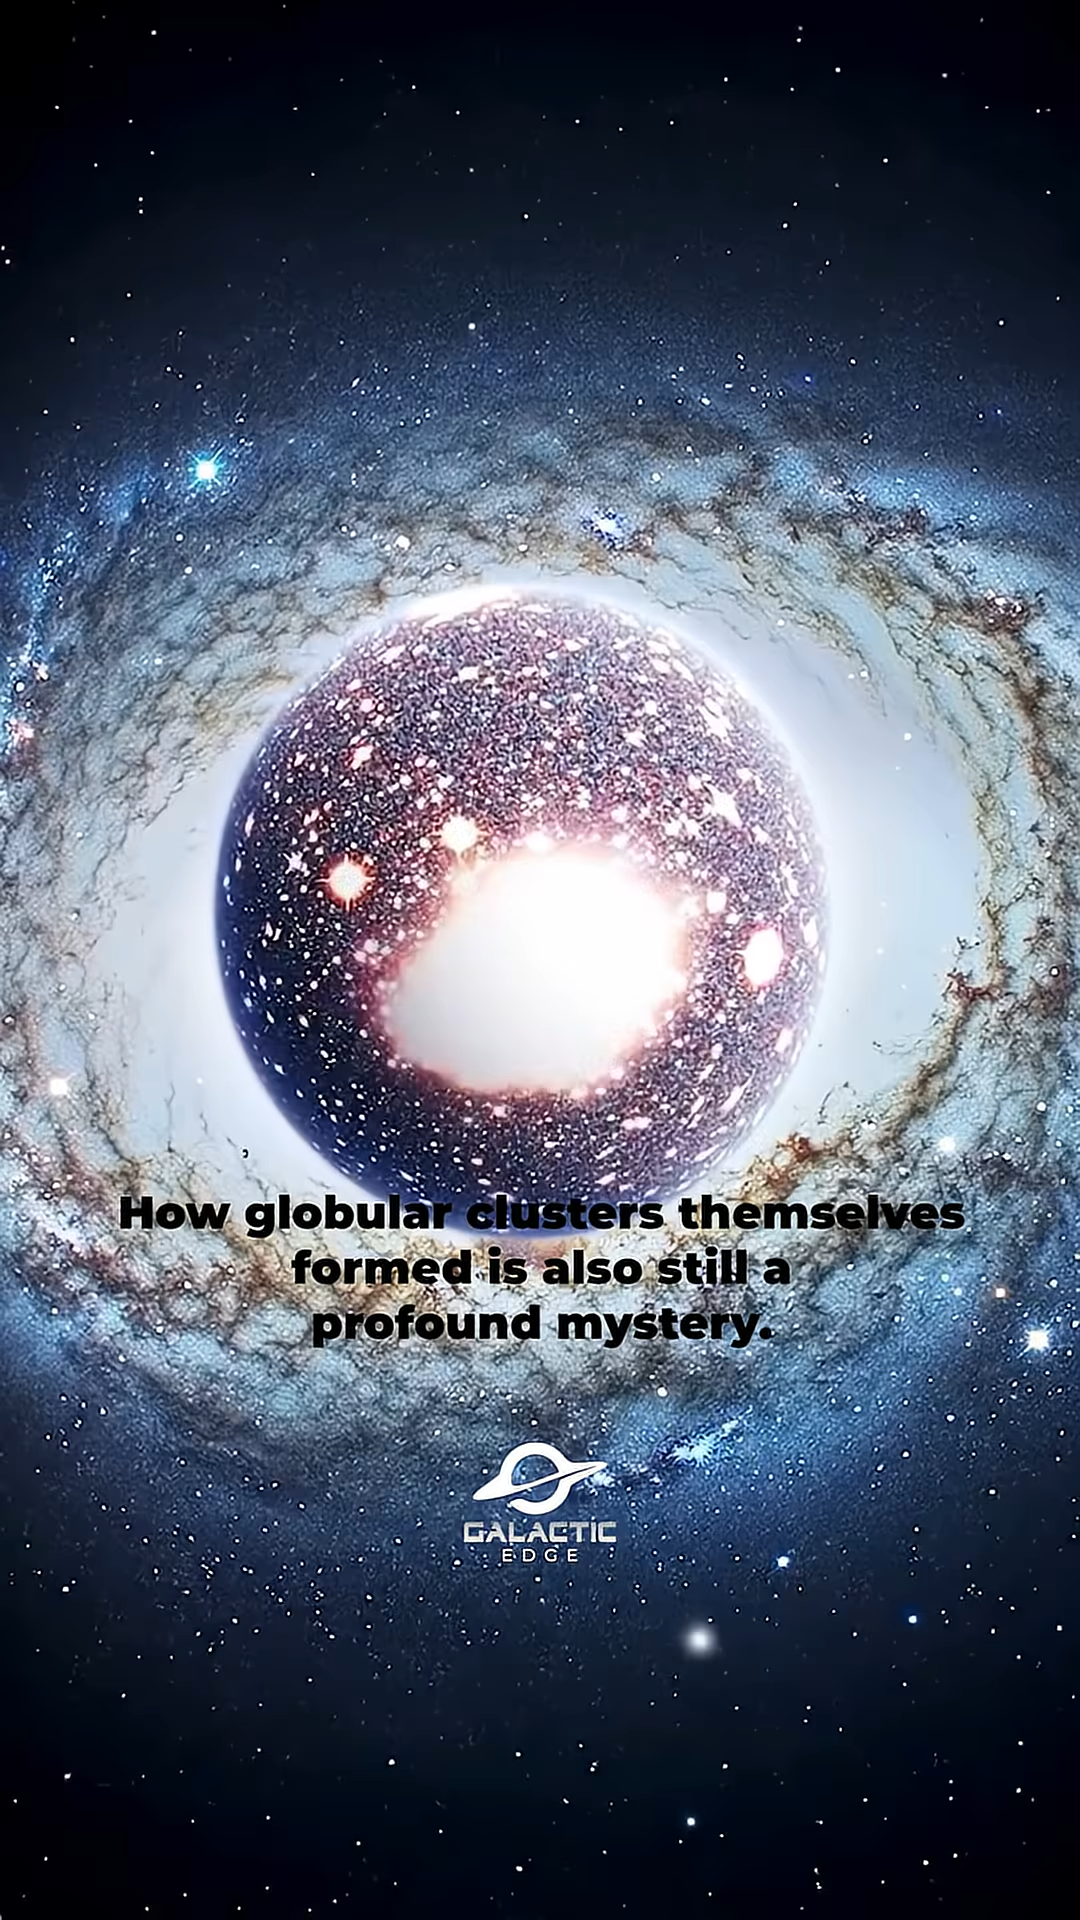 How globular clusters themselves
formed is also still a
profound mystery.
GALACTIC
EDGE